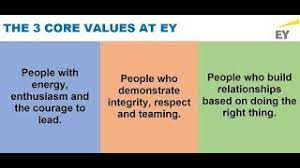 THE 3 CORE VALUES AT EY
EY
People with
energy,
enthusiasm and
the courage to
lead.
People who
demonstrate
integrity, respect
and teaming.
People who build
relationships
based on doing the
right thing.